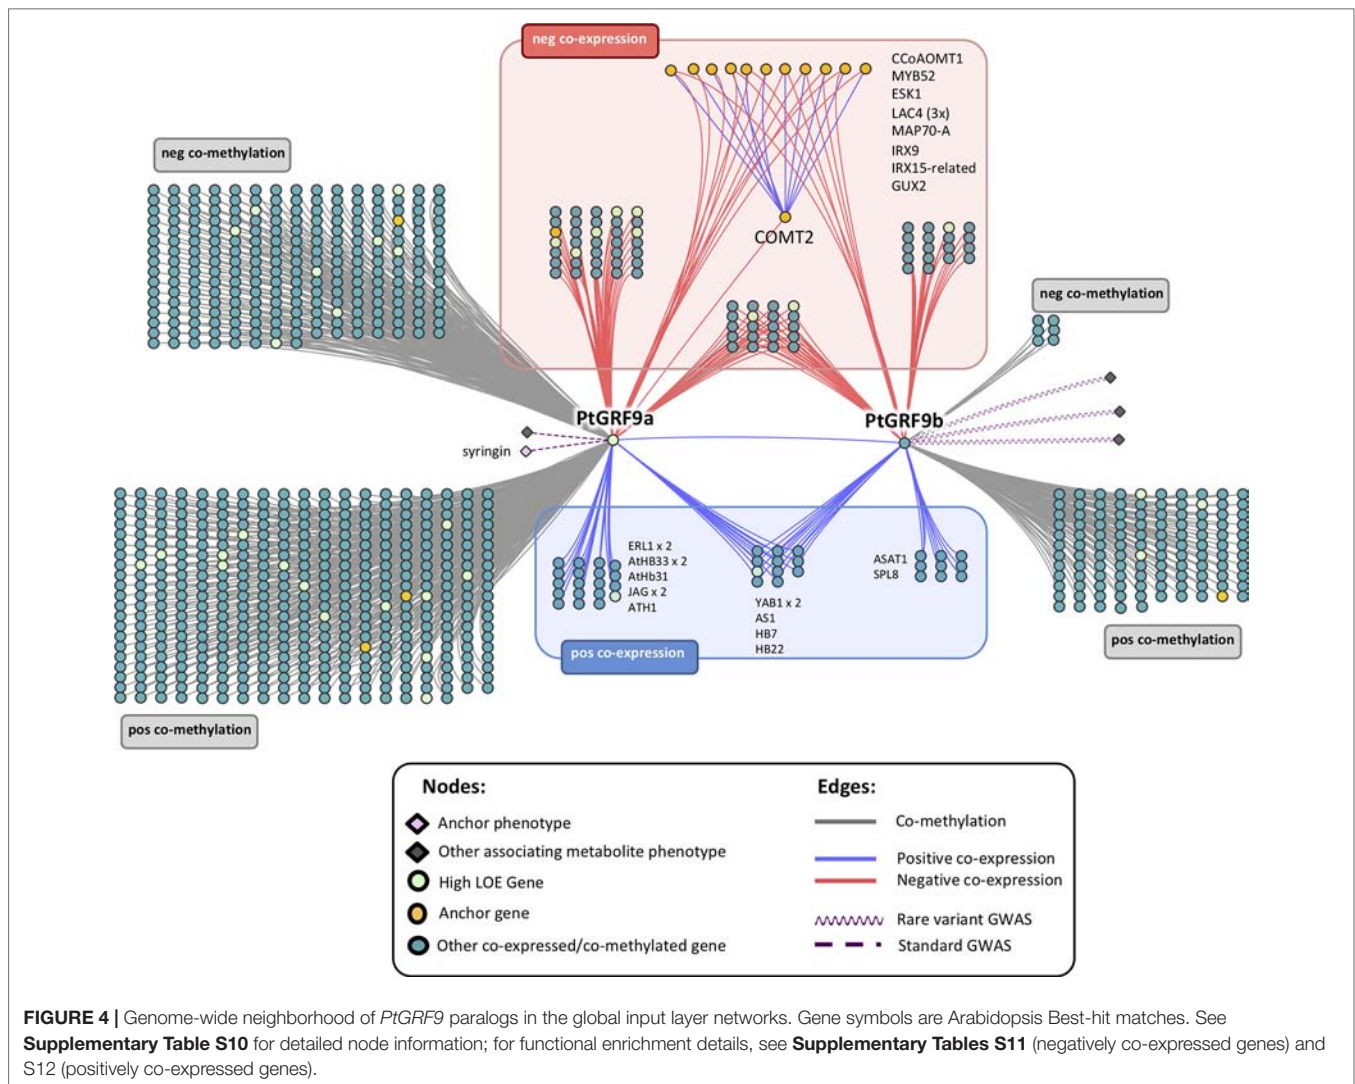 neg co-expression
CCoAOMT1
MYB52
ESK1
LAC4 (3x)
MAP70-A
IRX9
IRX15-related
GUX2
neg co-methylation
COMT2
neg co-methylation
PtGRF9a
PtGRF9b
syringin
ERL1 x 2
AtHB33 x 2
AtHb31
JAG x 2
ATH1
YAB1 x 2
AS1
HB7
HB22
ASAT1
SPL8
pos co-expression
pos co-methylation
pos co-methylation
Nodes:
Anchor phenotype
Other associating metabolite phenotype
High LOE Gene
Anchor gene
Other co-expressed/co-methylated gene
Edges:
Co-methylation
Positive co-expression
Negative co-expression
Rare variant GWAS
Standard GWAS
FIGURE 4 | Genome-wide neighborhood of PtGRF9 paralogs in the global input layer networks. Gene symbols are Arabidopsis Best-hit matches. See
Supplementary Table S10 for detailed node information; for functional enrichment details, see Supplementary Tables S11 (negatively co-expressed genes) and
S12 (positively co-expressed genes).